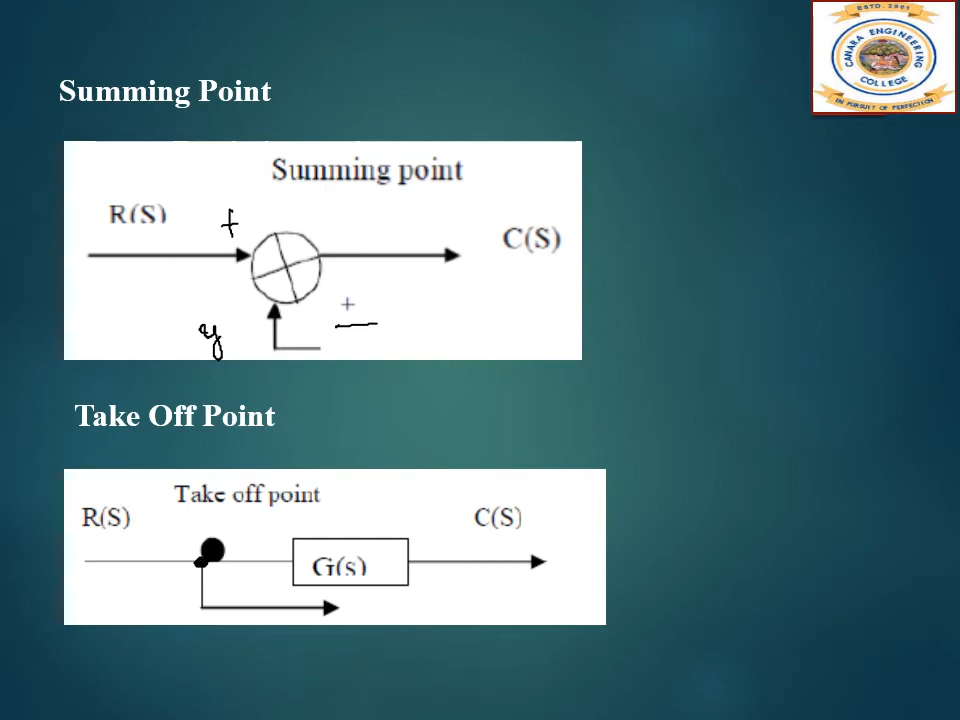 ESTD. 2001
CANARA ENGINEERING
COLLEGE
IN PURSUIT OF PERFECTION
Summing Point
Summing point
R(S)
+
C(S)
+
y
Take Off Point
Take off point
R(S)
C(S)
G(s)